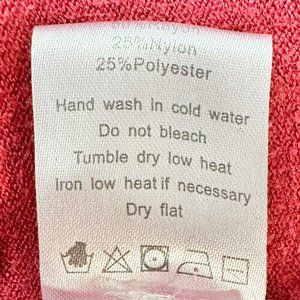 25%Nylon
25%Polyester
Hand wash in cold water
Do not bleach
Tumble dry low heat
Iron low heat if necessary
Dry flat